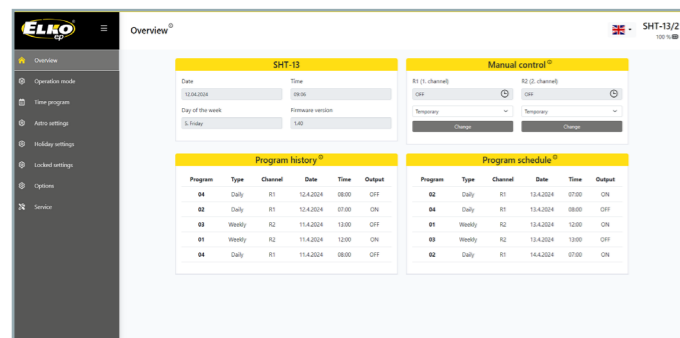 ELKO
ep
Overview
SHT-13/2
100 %
Overview
Operation mode
Time program
Astro settings
Holiday settings
Locked settings
Options
Service
SHT-13
Date Time
12.04.2024 09:06
Day of the week Firmware version
5. Friday 1.40
Manual control
R1 (1. channel) R2 (2. channel)
OFF OFF
Temporary Temporary
Change Change
Program history
Program Type Channel Date Time Output
04 Daily R1 12.4.2024 08:00 OFF
02 Daily R1 12.4.2024 07:00 ON
03 Weekly R2 11.4.2024 13:00 OFF
01 Weekly R2 11.4.2024 12:00 ON
04 Daily R1 11.4.2024 08:00 OFF
Program schedule
Program Type Channel Date Time Output
02 Daily R1 13.4.2024 07:00 ON
04 Daily R1 13.4.2024 08:00 OFF
01 Weekly R2 13.4.2024 12:00 ON
03 Weekly R2 13.4.2024 13:00 OFF
02 Daily R1 14.4.2024 07:00 ON